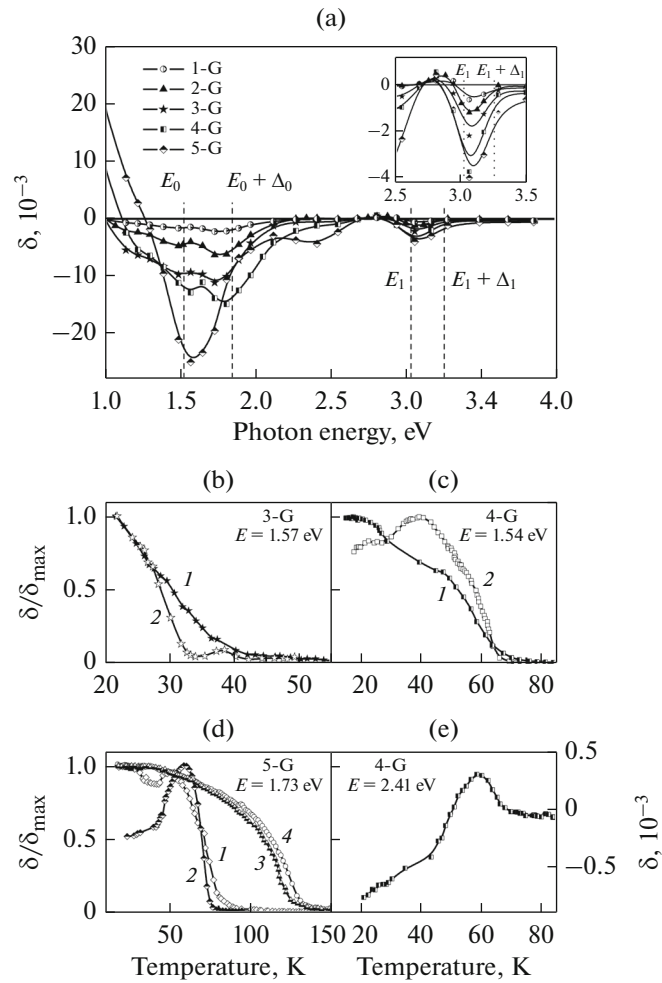 (a)
1-G
2-G
3-G
4-G
5-G
E₀
E₀ + Δ₀
E₁
E₁ + Δ₁
δ, 10⁻³
30
20
10
0
−10
−20
1.0
1.5
2.0
2.5
3.0
3.5
4.0
Photon energy, eV
E₁ E₁ + Δ₁
0
−2
−4
2.5
3.0
3.5
(b)
3-G
E = 1.57 eV
1
2
δ/δmax
1.0
0.5
0
20
30
40
50
(c)
4-G
E = 1.54 eV
2
1
20
40
60
80
(d)
5-G
E = 1.73 eV
4
1
3
2
δ/δmax
1.0
0.5
0
50
100
150
Temperature, K
(e)
4-G
E = 2.41 eV
0.5
0
−0.5
δ, 10⁻³
20
40
60
80
Temperature, K